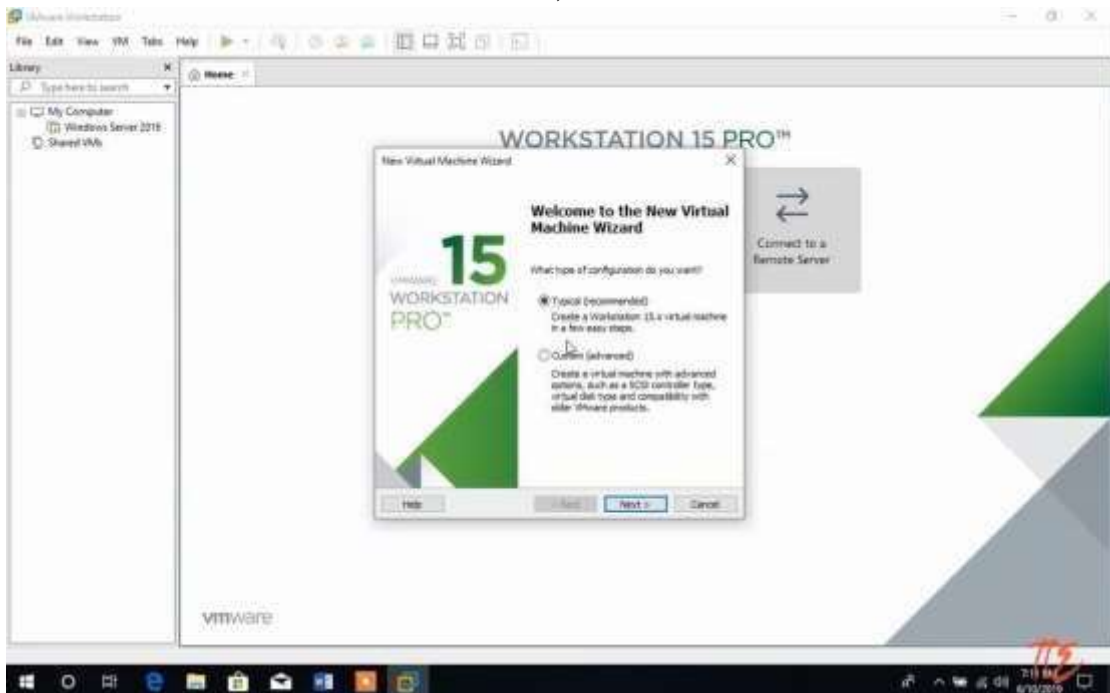 VMware Workstation
File Edit View VM Tabs Help
Library
Home
Type here to search
My Computer
Windows Server 2019
Shared VMs
WORKSTATION 15 PRO™
New Virtual Machine Wizard
Welcome to the New Virtual
Machine Wizard
15
VMWARE
WORKSTATION
PRO™
What type of configuration do you want?
Typical (recommended)
Create a Workstation 15.x virtual machine
in a few easy steps.
Custom (advanced)
Create a virtual machine with advanced
options, such as a SCSI controller type,
virtual disk type and compatibility with
older VMware products.
Connect to a
Remote Server
Help
< Back
Next >
Cancel
vmware